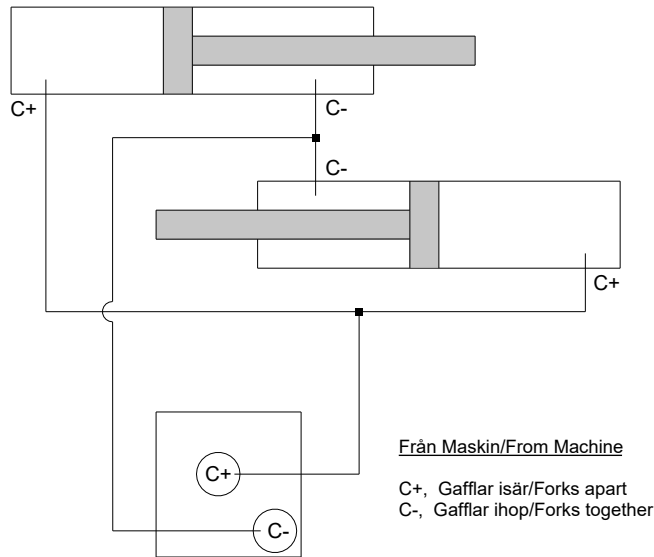 C+
C-
C-
C+
C+
C-
Från Maskin/From Machine
C+, Gafflar isär/Forks apart
C-, Gafflar ihop/Forks together